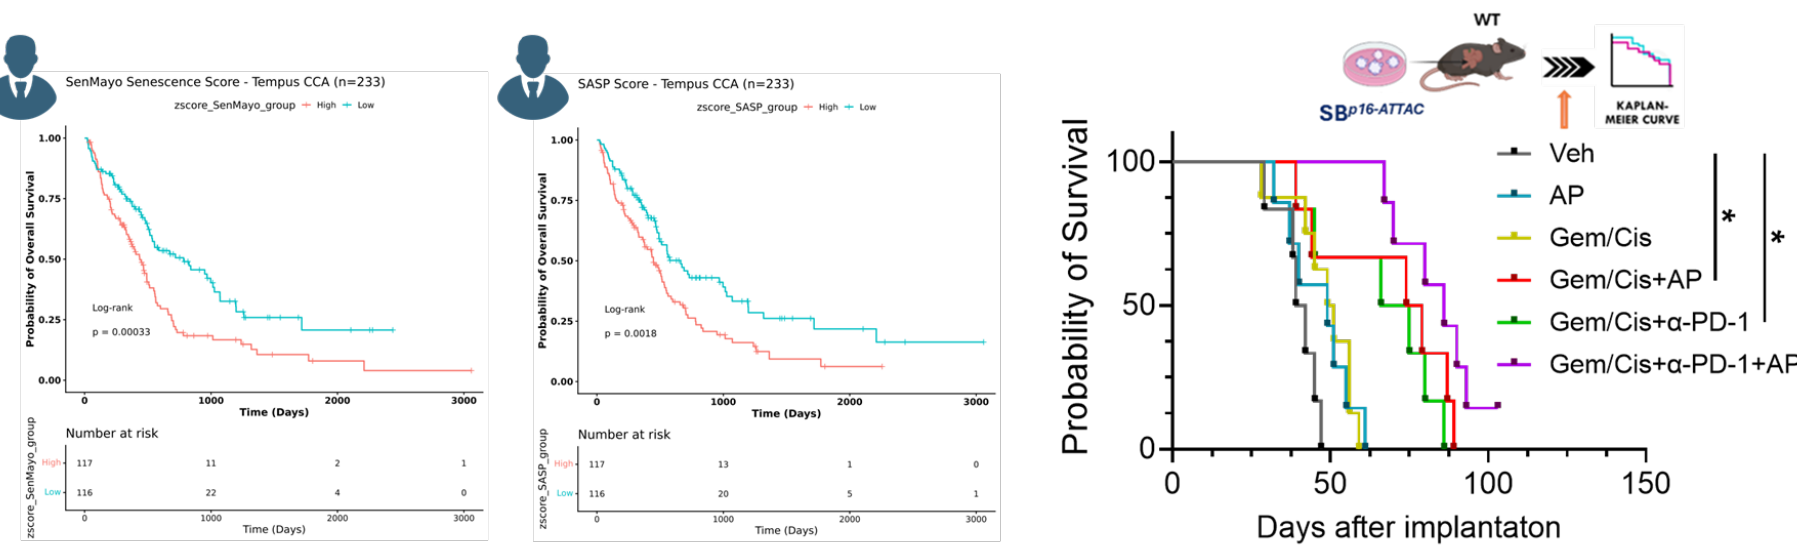 SenMayo Senescence Score - Tempus CCA (n=233)
zscore_SenMayo_group High Low
Probability of Overall Survival
1.00
0.75
0.50
0.25
0.00
Log-rank
p = 0.00033
0 1000 2000 3000
Time (Days)
Number at risk
zscore_SenMayo_group
High 117 11 2 1
Low 116 22 4 0
0 1000 2000 3000
Time (Days)
SASP Score - Tempus CCA (n=233)
zscore_SASP_group High Low
Probability of Overall Survival
1.00
0.75
0.50
0.25
0.00
Log-rank
p = 0.0018
0 1000 2000 3000
Time (Days)
Number at risk
zscore_SASP_group
High 117 13 1 0
Low 116 20 5 1
0 1000 2000 3000
Time (Days)
WT
SBp16-ATTAC
KAPLAN-
MEIER CURVE
Probability of Survival
100
50
0
Veh
AP
Gem/Cis
Gem/Cis+AP
Gem/Cis+α-PD-1
Gem/Cis+α-PD-1+AP
*
*
0 50 100 150
Days after implantaton